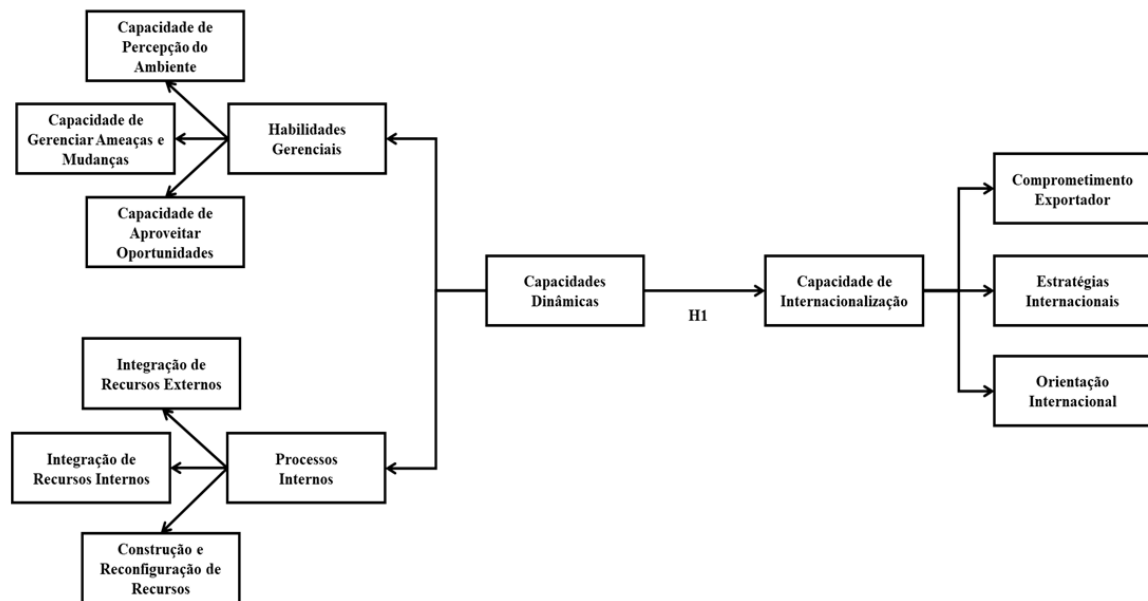 Capacidade de
Percepção do
Ambiente
Capacidade de
Gerenciar Ameaças e
Mudanças
Habilidades
Gerenciais
Capacidade de
Aproveitar
Oportunidades
Comprometimento
Exportador
Capacidades
Dinâmicas
H1
Capacidade de
Internacionalização
Estratégias
Internacionais
Orientação
Internacional
Integração de
Recursos Externos
Integração de
Recursos Internos
Processos
Internos
Construção e
Reconfiguração de
Recursos